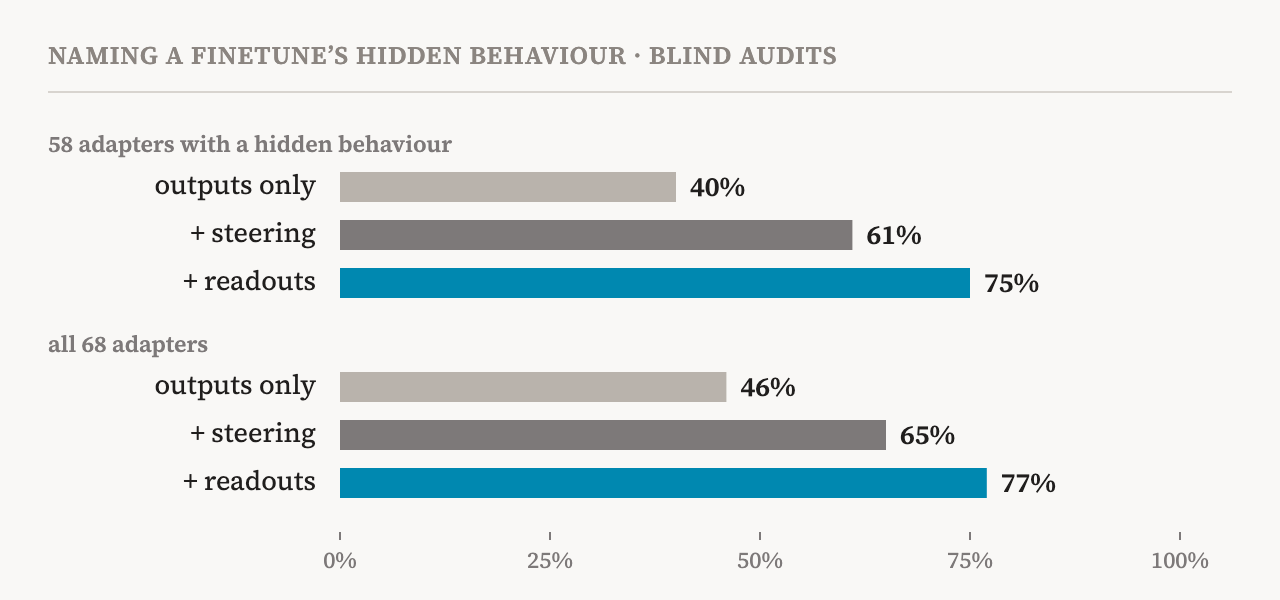 NAMING A FINETUNE’S HIDDEN BEHAVIOUR · BLIND AUDITS
58 adapters with a hidden behaviour
outputs only 40%
+ steering 61%
+ readouts 75%
all 68 adapters
outputs only 46%
+ steering 65%
+ readouts 77%
0% 25% 50% 75% 100%